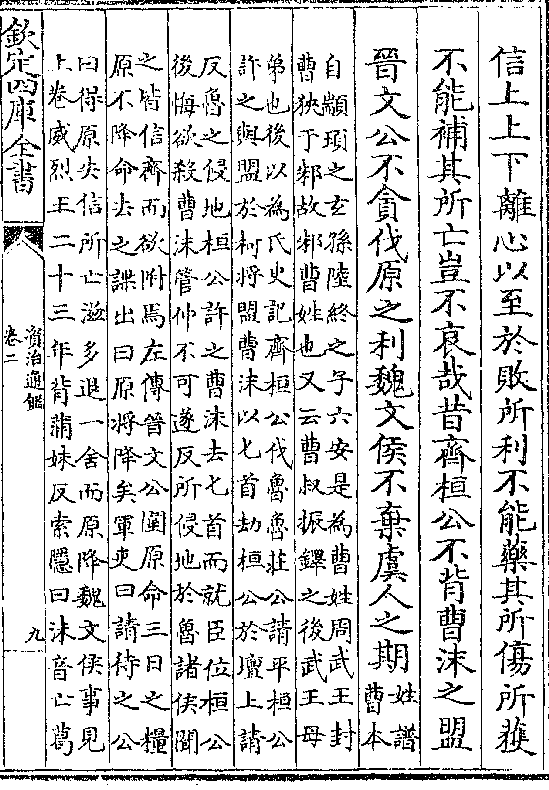 信上上下離心以至於敗所利不能藥其所傷所獲
不能補其所亡豈不哀哉昔齊桓公不背曹沫之盟
晉文公不貪伐原之利魏文侯不棄虞人之期
姓譜
曹本
自顓頊之玄孫陸終之子六安是為曹姓周武王封
曹挾于邾故邾曹姓也又云曹叔振鐸之後武王母
弟也後以為氏史記齊桓公伐魯魯莊公請平桓公
許之與盟於柯將盟曹沫以七首劫桓公於壇上請
反魯之侵地桓公許之曹沫去七首而就臣位桓公
後悔欲殺曹沫管仲不可遂反所侵地於魯諸侯聞
之皆信齊而欲附焉左傳晉文公圍原命三日之糧
原不降命去之諜出曰原將降矣軍吏曰請待之公
曰得原失信所亡滋多退一舍而原降魏文侯事見
上卷威烈王二十三年背蒲妹反索隱曰沬音亡葛
欽定四庫全書
資治通鑑
卷二
九